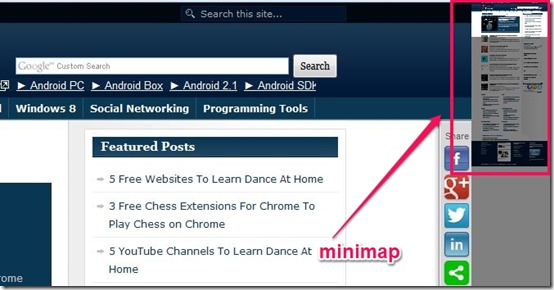 Search this site...
Google Custom Search
Search
► Android PC ► Android Box ► Android 2.1 ► Android SDK
Windows 8 Social Networking Programming Tools
Share
Featured Posts
5 Free Websites To Learn Dance At Home
3 Free Chess Extensions For Chrome To
Play Chess on Chrome
5 YouTube Channels To Learn Dance At
Home
minimap
rome